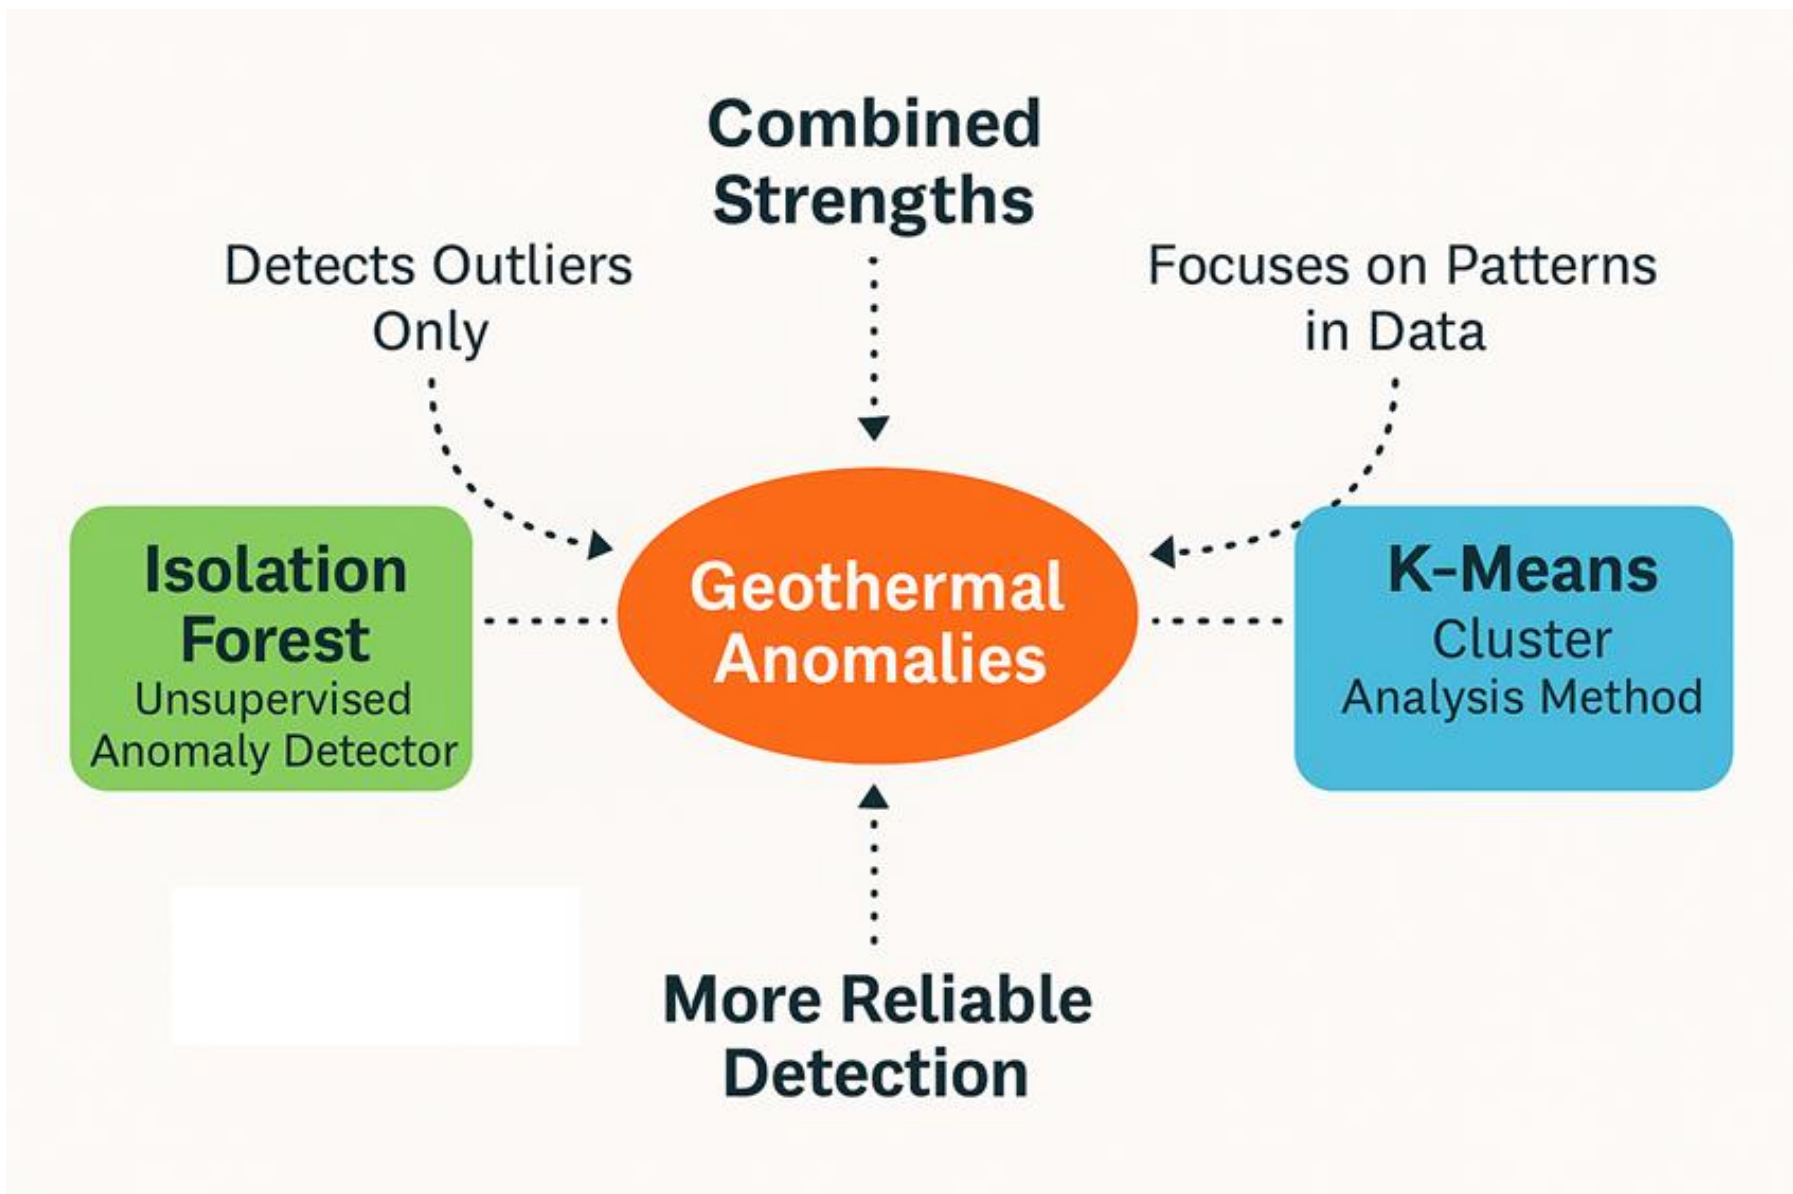 Combined
Strengths
Detects Outliers
Only
Focuses on Patterns
in Data
Isolation
Forest
Unsupervised
Anomaly Detector
Geothermal
Anomalies
K-Means
Cluster
Analysis Method
More Reliable
Detection